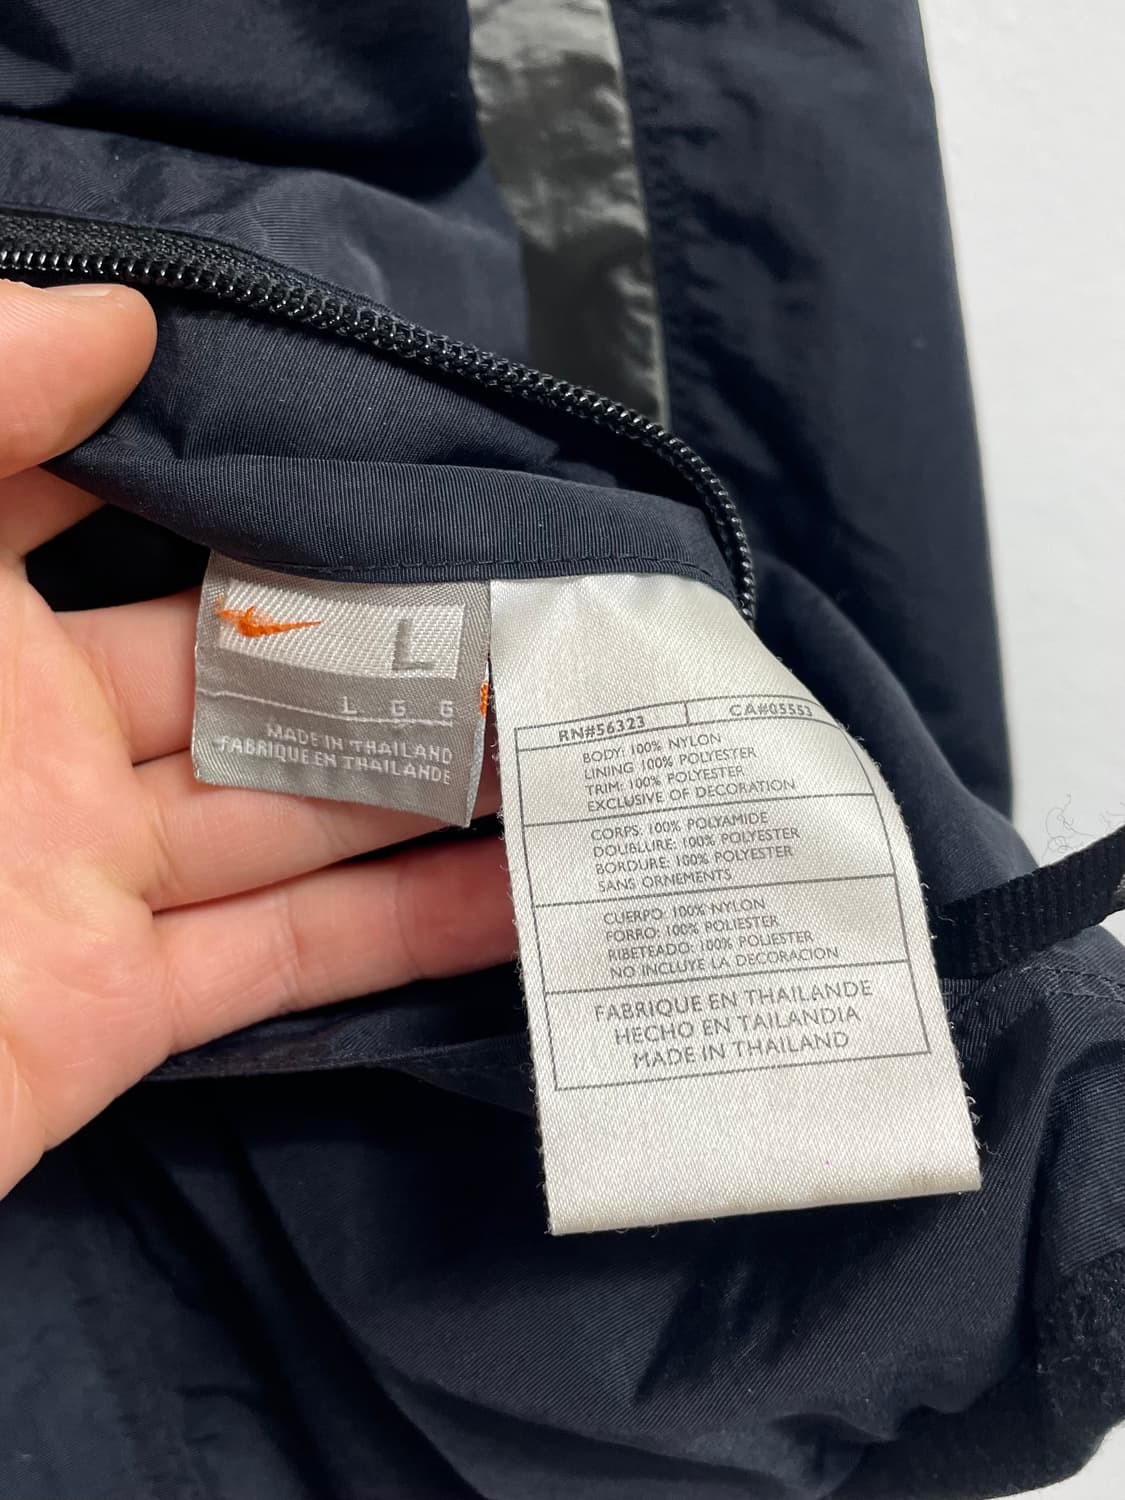 L
L G G
MADE IN THAILAND
FABRIQUE EN THAILANDE
RN#56323 CA#05553
BODY: 100% NYLON
LINING 100% POLYESTER
TRIM: 100% POLYESTER
EXCLUSIVE OF DECORATION
CORPS: 100% POLYAMIDE
DOUBLURE: 100% POLYESTER
BORDURE: 100% POLYESTER
SANS ORNEMENTS
CUERPO: 100% NYLON
FORRO: 100% POLIESTER
RIBETEADO: 100% POLIESTER
NO INCLUYE LA DECORACION
FABRIQUE EN THAILANDE
HECHO EN TAILANDIA
MADE IN THAILAND